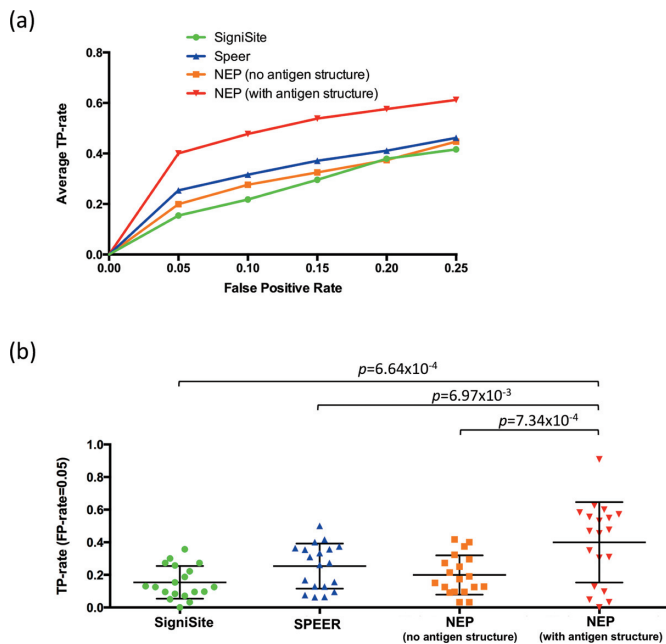 (a)
SigniSite
Speer
NEP (no antigen structure)
NEP (with antigen structure)
Average TP-rate
0.8
0.6
0.4
0.2
0.0
0.00 0.05 0.10 0.15 0.20 0.25
False Positive Rate
(b)
p=6.64x10-4
p=6.97x10-3
p=7.34x10-4
TP-rate (FP-rate=0.05)
1.0
0.8
0.6
0.4
0.2
0.0
SigniSite SPEER NEP NEP
(no antigen structure) (with antigen structure)